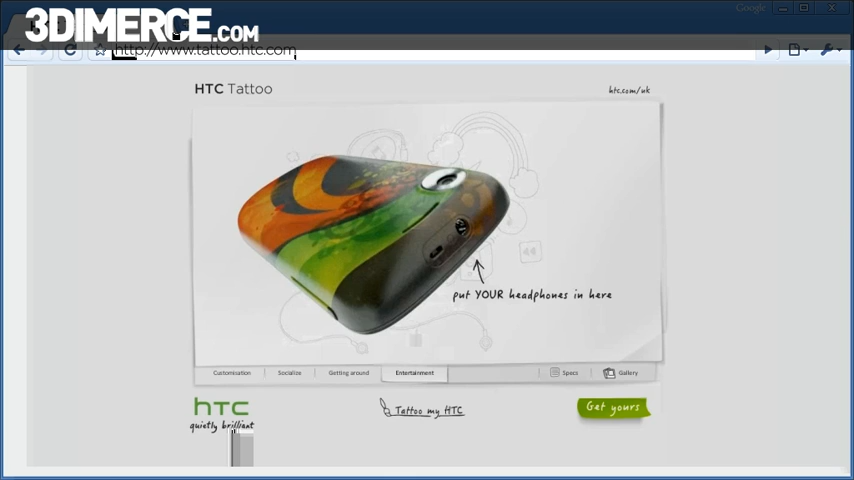 Google
3DIMERCE.COM
http://www.tattoo.htc.com
HTC Tattoo
htc.com/uk
put YOUR headphones in here
Customisation
Socialize
Getting around
Entertainment
Specs
Gallery
hTC
quietly brilliant
Tattoo my HTC
Get yours